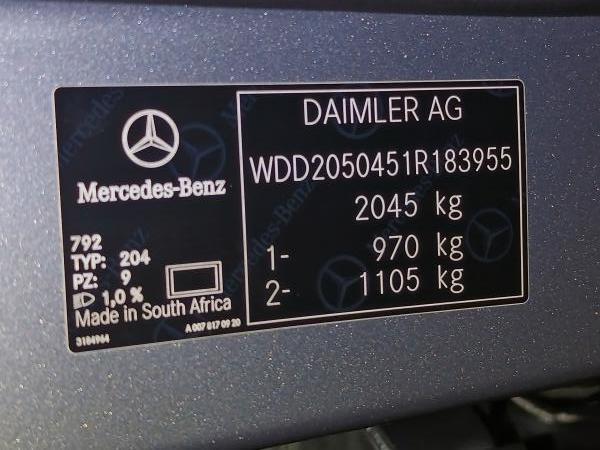 Mercedes-Benz
792
TYP: 204
PZ: 9
1,0 %
Made in South Africa
3184964
A 007 817 09 20
DAIMLER AG
WDD2050451R183955
2045 kg
1- 970 kg
2- 1105 kg